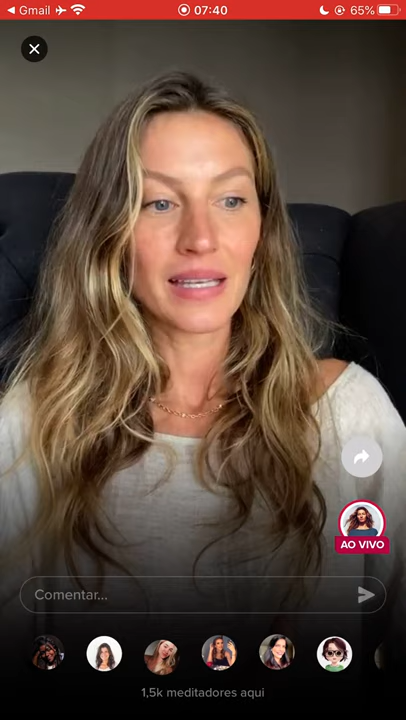 Gmail
07:40
65%
AO VIVO
Comentar...
1,5k meditadores aqui